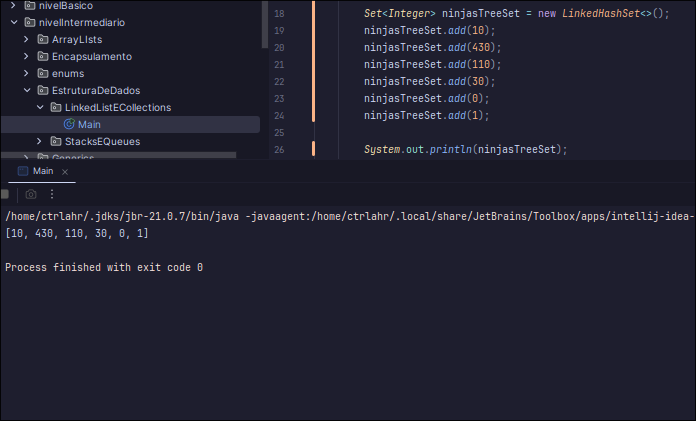 nivelBasico
nivelIntermediario
ArrayLIsts
Encapsulamento
enums
EstruturaDeDados
LinkedListECollections
Main
StacksEQueues
Generics
18 Set<Integer> ninjasTreeSet = new LinkedHashSet<>();
19 ninjasTreeSet.add(10);
20 ninjasTreeSet.add(430);
21 ninjasTreeSet.add(110);
22 ninjasTreeSet.add(30);
23 ninjasTreeSet.add(0);
24 ninjasTreeSet.add(1);
25
26 System.out.println(ninjasTreeSet);
Main
/home/ctrlahr/.jdks/jbr-21.0.7/bin/java -javaagent:/home/ctrlahr/.local/share/JetBrains/Toolbox/apps/intellij-idea-
[10, 430, 110, 30, 0, 1]
Process finished with exit code 0